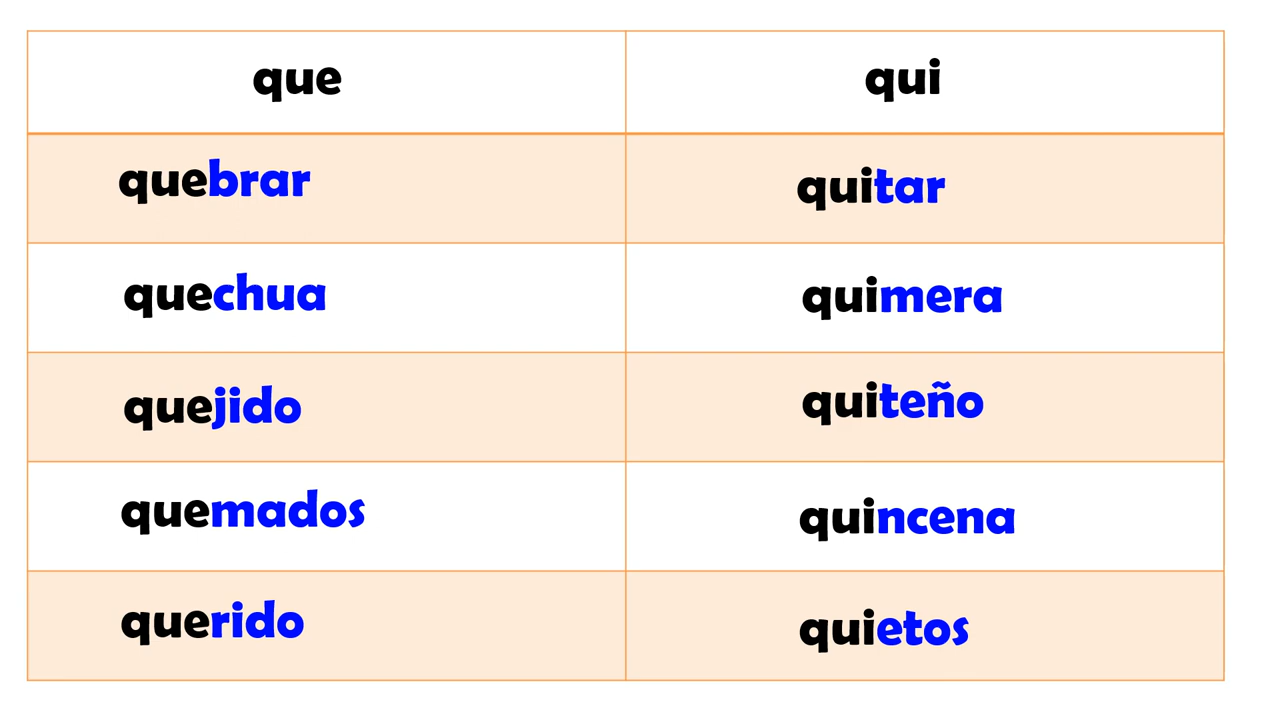 que qui
quebrar quitar
quechua quimera
quejido quiteño
quemados quincena
querido quietos